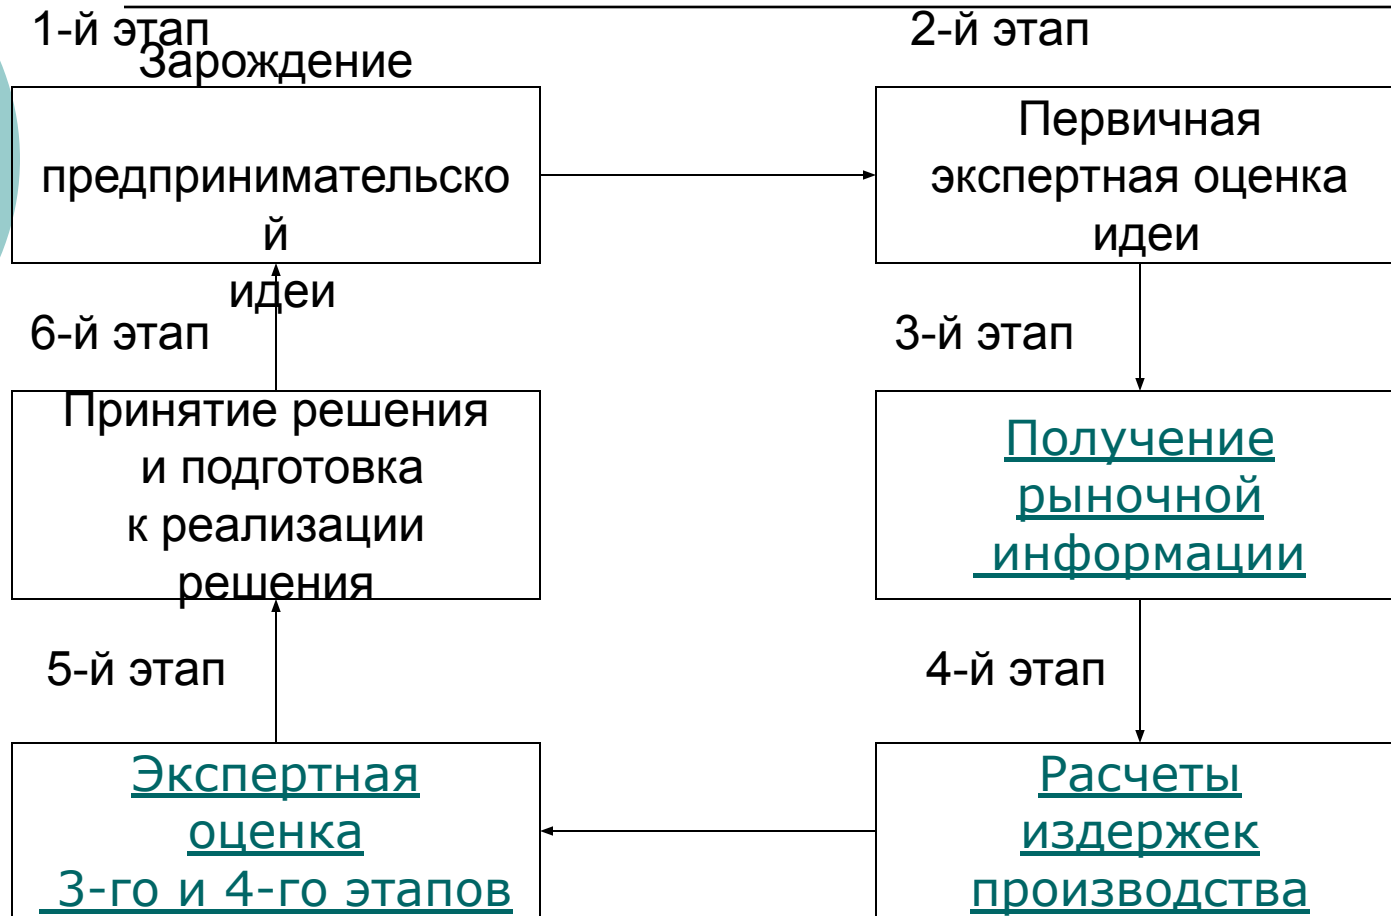 1-й этап
Зарождение
предпринимательско
й
идеи
2-й этап
Первичная
экспертная оценка
идеи
3-й этап
Получение
рыночной
информации
4-й этап
Расчеты
издержек
производства
5-й этап
Экспертная
оценка
3-го и 4-го этапов
6-й этап
Принятие решения
и подготовка
к реализации
решения